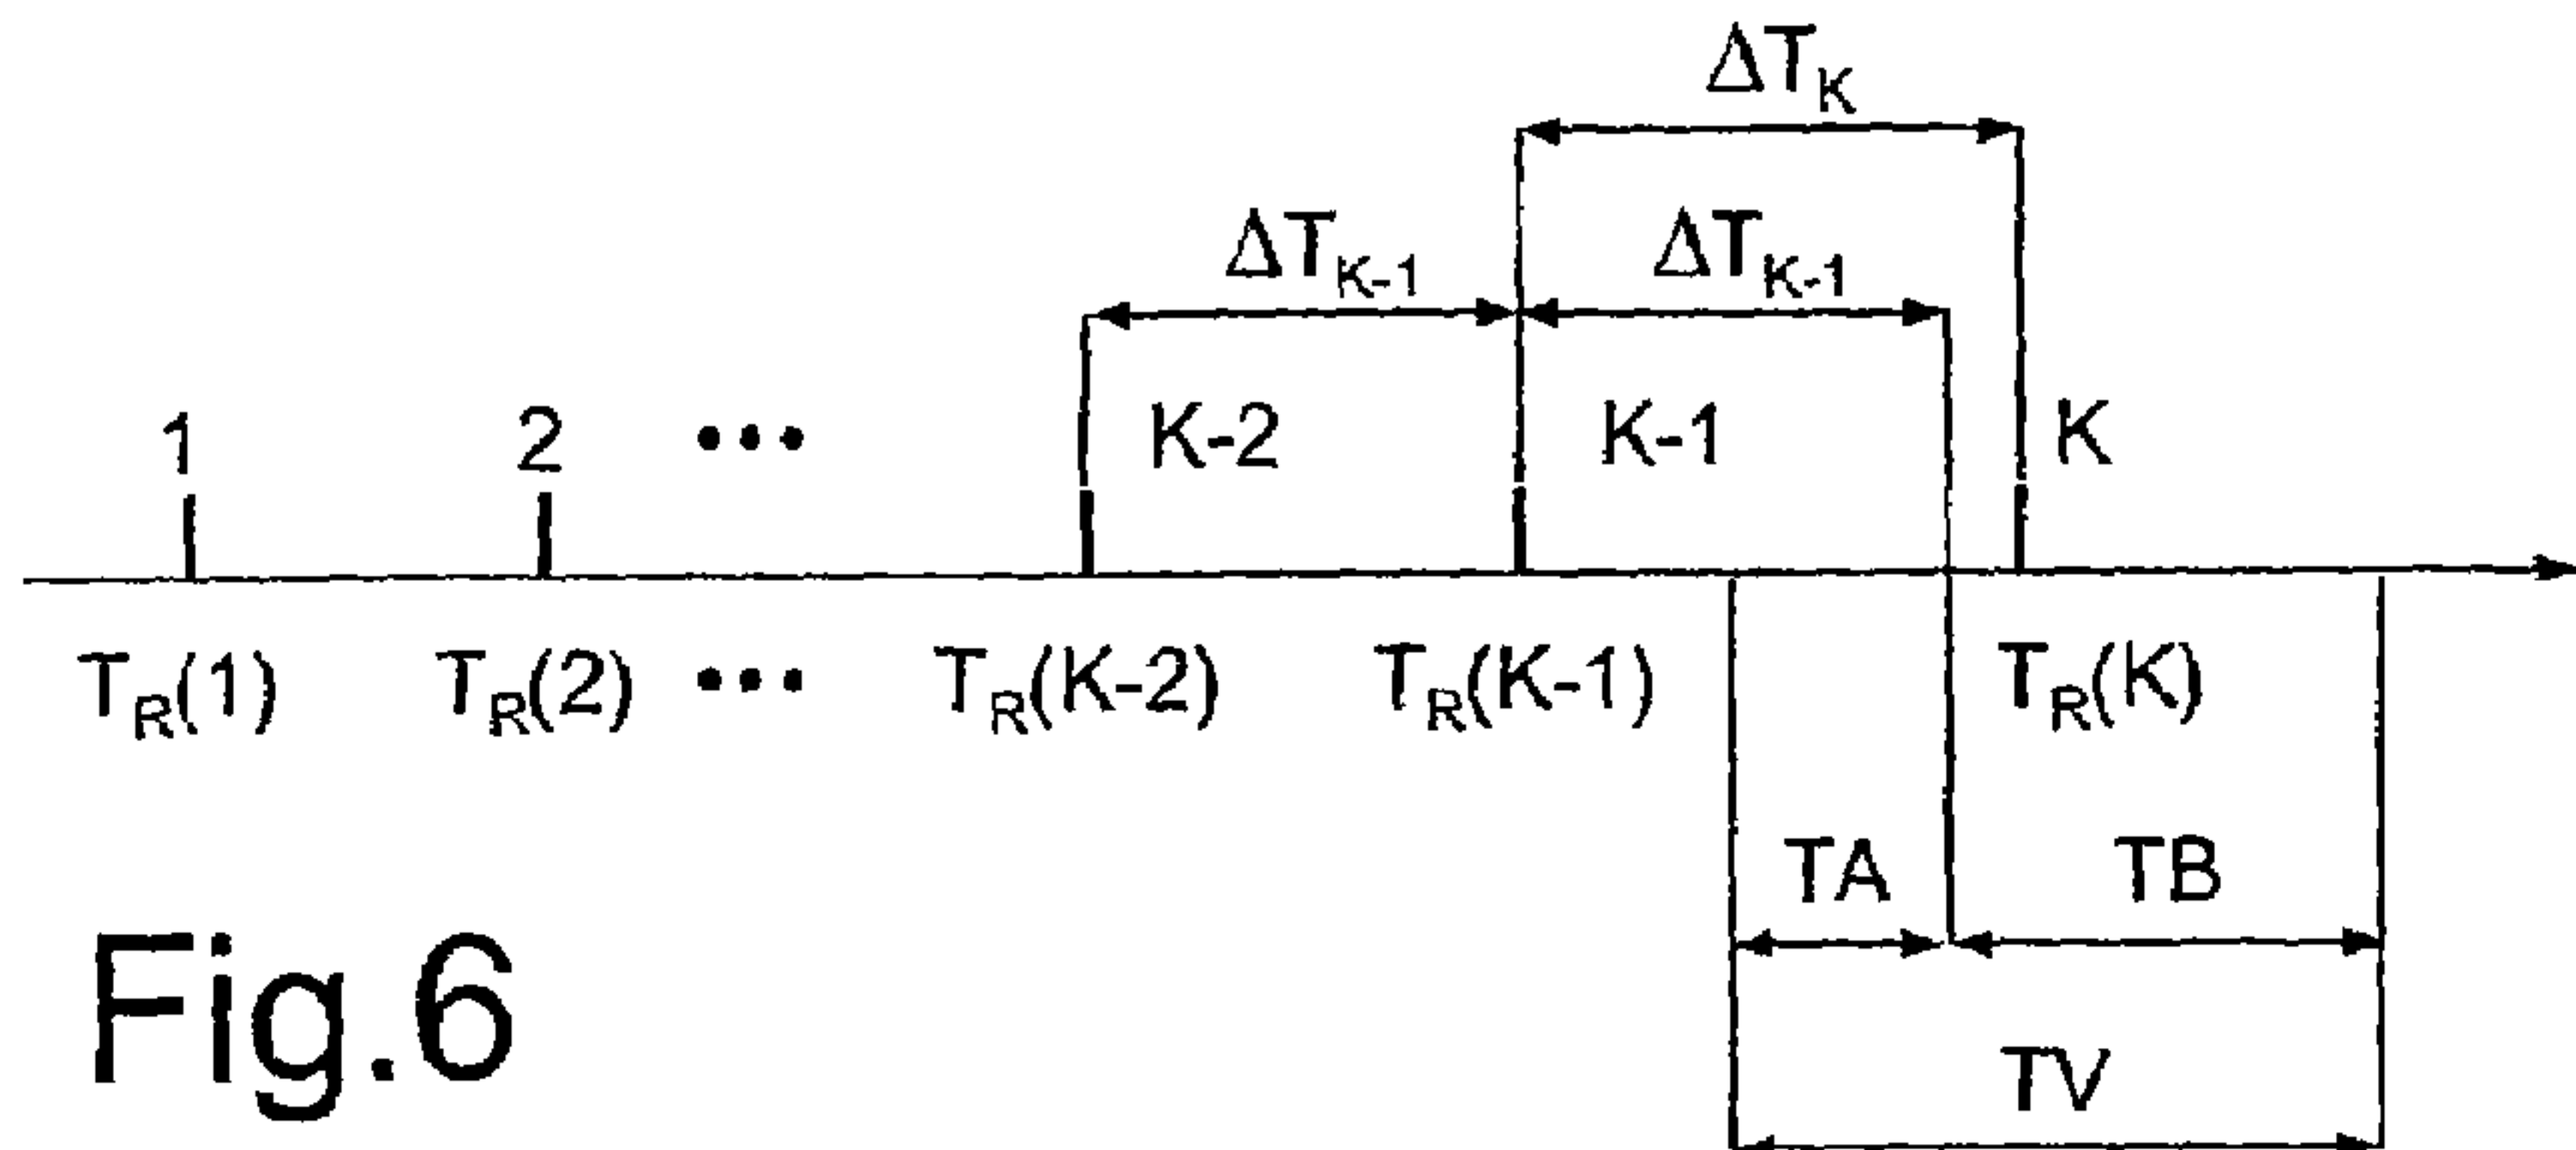 ΔT_K
ΔT_K-1 ΔT_K-1
1 2 ••• K-2 K-1 K
T_R(1) T_R(2) ••• T_R(K-2) T_R(K-1) T_R(K)
TA TB
Fig.6
TV